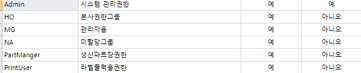 Admin 시스템 관리권한 예 예
HO 본사원한그룹 예 아니오
MG 관리자용 예 아니오
NA 미할당그룹 예 아니오
PartManger 생산파트장권한 예 아니오
PrintUser 라벨출력용권한 예 아니오